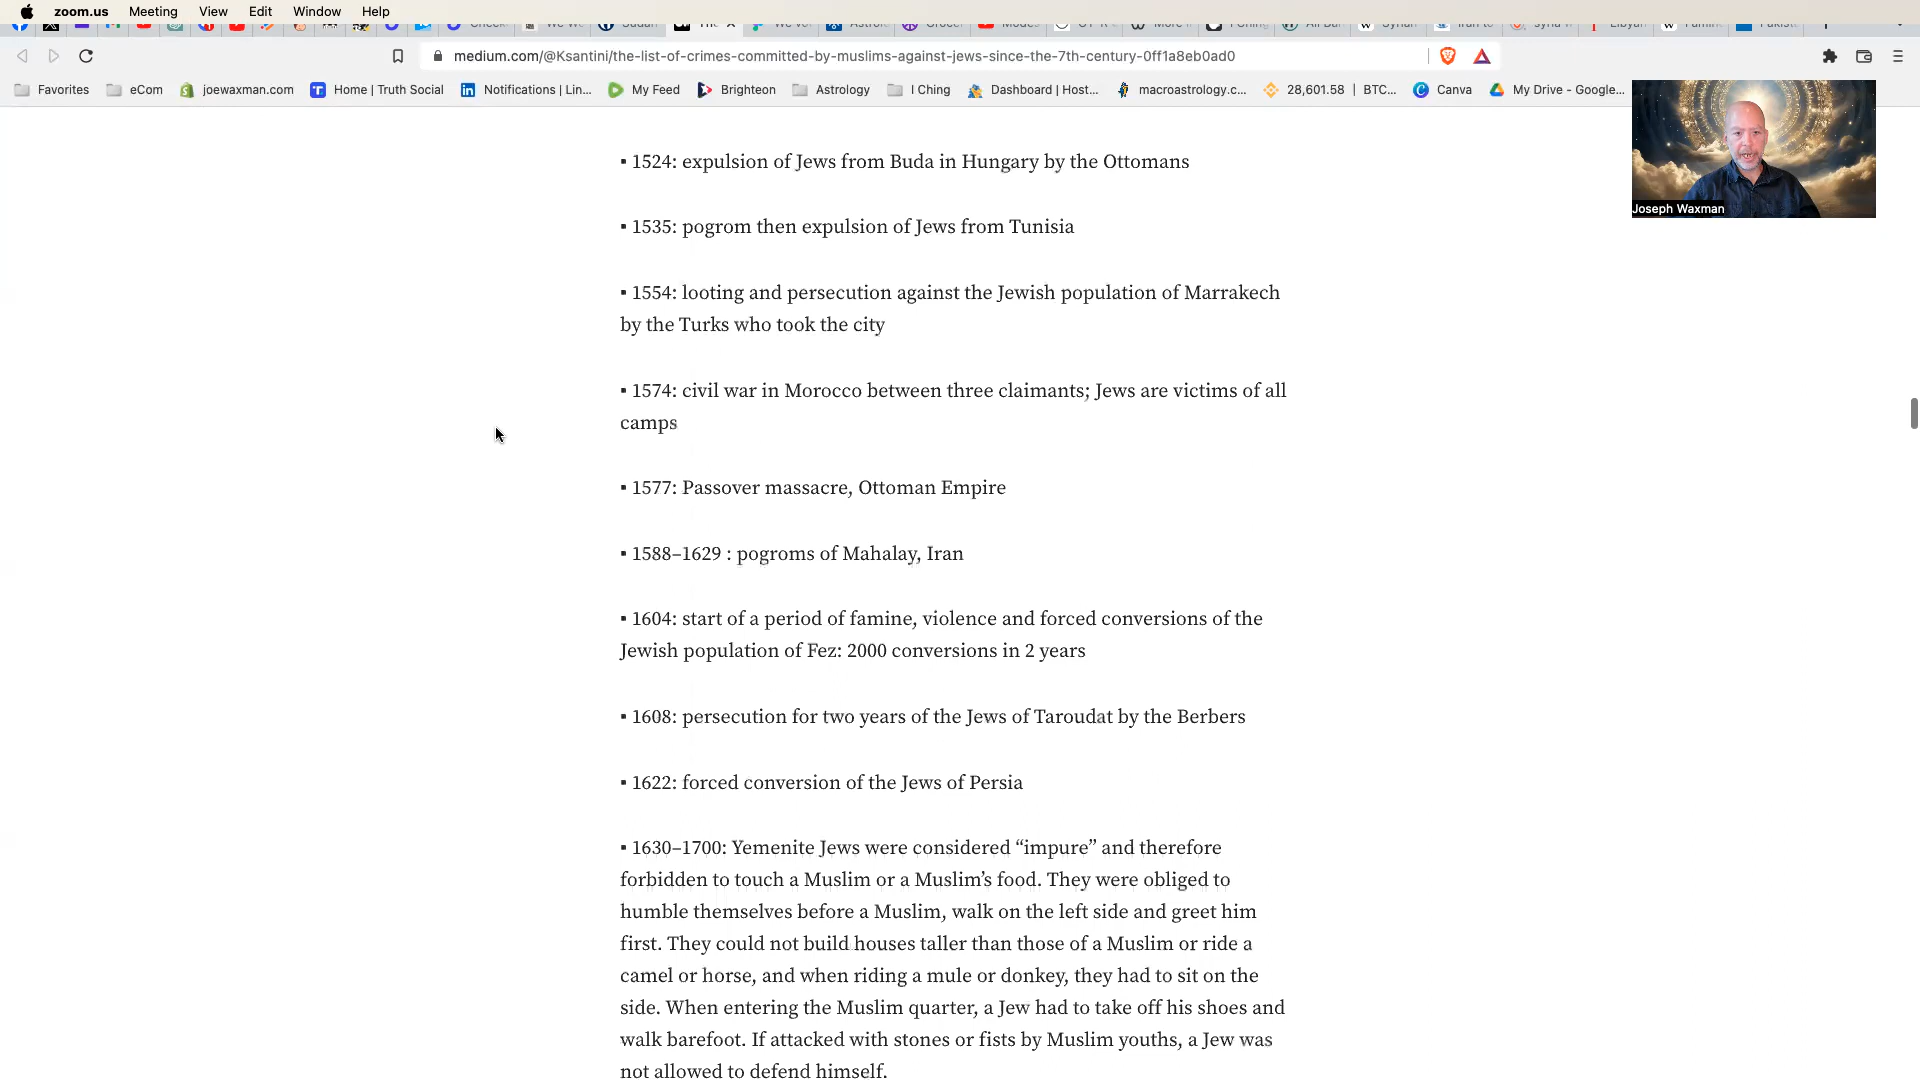 zoom.us Meeting View Edit Window Help
medium.com/@Ksantini/the-list-of-crimes-committed-by-muslims-against-jews-since-the-7th-century-0ff1a8eb0ad0
Favorites eCom joewaxman.com Home | Truth Social Notifications | Lin... My Feed Brighteon Astrology I Ching Dashboard | Host... macroastrology.c... 28,601.58 | BTC... Canva My Drive - Google...
Joseph Waxman
▪ 1524: expulsion of Jews from Buda in Hungary by the Ottomans
▪ 1535: pogrom then expulsion of Jews from Tunisia
▪ 1554: looting and persecution against the Jewish population of Marrakech
by the Turks who took the city
▪ 1574: civil war in Morocco between three claimants; Jews are victims of all
camps
▪ 1577: Passover massacre, Ottoman Empire
▪ 1588–1629 : pogroms of Mahalay, Iran
▪ 1604: start of a period of famine, violence and forced conversions of the
Jewish population of Fez: 2000 conversions in 2 years
▪ 1608: persecution for two years of the Jews of Taroudat by the Berbers
▪ 1622: forced conversion of the Jews of Persia
▪ 1630–1700: Yemenite Jews were considered “impure” and therefore
forbidden to touch a Muslim or a Muslim’s food. They were obliged to
humble themselves before a Muslim, walk on the left side and greet him
first. They could not build houses taller than those of a Muslim or ride a
camel or horse, and when riding a mule or donkey, they had to sit on the
side. When entering the Muslim quarter, a Jew had to take off his shoes and
walk barefoot. If attacked with stones or fists by Muslim youths, a Jew was
not allowed to defend himself.